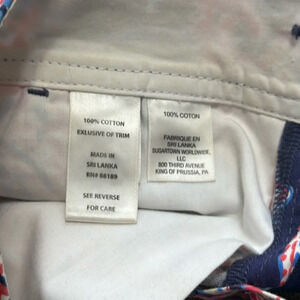 100% COTTON
EXCLUSIVE OF TRIM
MADE IN
SRI LANKA
RN# 66189
SEE REVERSE
FOR CARE
100% COTTON
FABRIQUE EN
SRI LANKA
SUGARTOWN WORLDWIDE,
LLC
800 THIRD AVENUE
KING OF PRUSSIA, PA